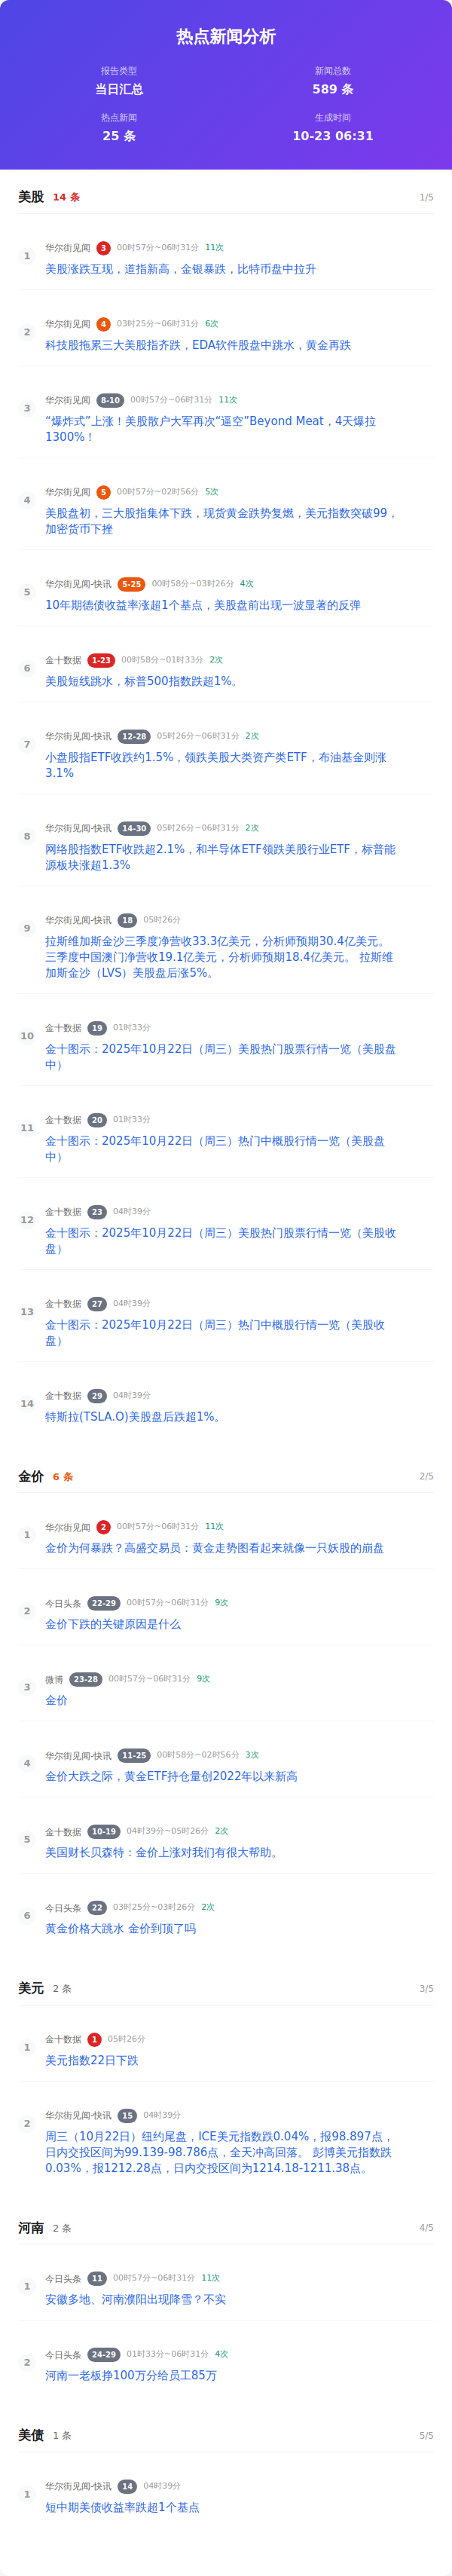 热点新闻分析
报告类型 新闻总数
当日汇总 589 条
热点新闻 生成时间
25 条 10-23 06:31
美股 14 条 1/5
1
华尔街见闻 3 00时57分~06时31分 11次
美股涨跌互现，道指新高，金银暴跌，比特币盘中拉升
2
华尔街见闻 4 03时25分~06时31分 6次
科技股拖累三大美股指齐跌，EDA软件股盘中跳水，黄金再跌
3
华尔街见闻 8-10 00时57分~06时31分 11次
“爆炸式”上涨！美股散户大军再次“逼空”Beyond Meat，4天爆拉
1300%！
4
华尔街见闻 5 00时57分~02时56分 5次
美股盘初，三大股指集体下跌，现货黄金跌势复燃，美元指数突破99，
加密货币下挫
5
华尔街见闻-快讯 5-25 00时58分~03时26分 4次
10年期德债收益率涨超1个基点，美股盘前出现一波显著的反弹
6
金十数据 1-23 00时58分~01时33分 2次
美股短线跳水，标普500指数跌超1%。
7
华尔街见闻-快讯 12-28 05时26分~06时31分 2次
小盘股指ETF收跌约1.5%，领跌美股大类资产类ETF，布油基金则涨
3.1%
8
华尔街见闻-快讯 14-30 05时26分~06时31分 2次
网络股指数ETF收跌超2.1%，和半导体ETF领跌美股行业ETF，标普能
源板块涨超1.3%
9
华尔街见闻-快讯 18 05时26分
拉斯维加斯金沙三季度净营收33.3亿美元，分析师预期30.4亿美元。
三季度中国澳门净营收19.1亿美元，分析师预期18.4亿美元。 拉斯维
加斯金沙（LVS）美股盘后涨5%。
10
金十数据 19 01时33分
金十图示：2025年10月22日（周三）美股热门股票行情一览（美股盘
中）
11
金十数据 20 01时33分
金十图示：2025年10月22日（周三）热门中概股行情一览（美股盘
中）
12
金十数据 23 04时39分
金十图示：2025年10月22日（周三）美股热门股票行情一览（美股收
盘）
13
金十数据 27 04时39分
金十图示：2025年10月22日（周三）热门中概股行情一览（美股收
盘）
14
金十数据 29 04时39分
特斯拉(TSLA.O)美股盘后跌超1%。
金价 6 条 2/5
1
华尔街见闻 2 00时57分~06时31分 11次
金价为何暴跌？高盛交易员：黄金走势图看起来就像一只妖股的崩盘
2
今日头条 22-29 00时57分~06时31分 9次
金价下跌的关键原因是什么
3
微博 23-28 00时57分~06时31分 9次
金价
4
华尔街见闻-快讯 11-25 00时58分~02时56分 3次
金价大跌之际，黄金ETF持仓量创2022年以来新高
5
金十数据 10-19 04时39分~05时26分 2次
美国财长贝森特：金价上涨对我们有很大帮助。
6
今日头条 22 03时25分~03时26分 2次
黄金价格大跳水 金价到顶了吗
美元 2 条 3/5
1
金十数据 1 05时26分
美元指数22日下跌
2
华尔街见闻-快讯 15 04时39分
周三（10月22日）纽约尾盘，ICE美元指数跌0.04%，报98.897点，
日内交投区间为99.139-98.786点，全天冲高回落。 彭博美元指数跌
0.03%，报1212.28点，日内交投区间为1214.18-1211.38点。
河南 2 条 4/5
1
今日头条 11 00时57分~06时31分 11次
安徽多地、河南濮阳出现降雪？不实
2
今日头条 24-29 01时33分~06时31分 4次
河南一老板挣100万分给员工85万
美债 1 条 5/5
1
华尔街见闻-快讯 14 04时39分
短中期美债收益率跌超1个基点